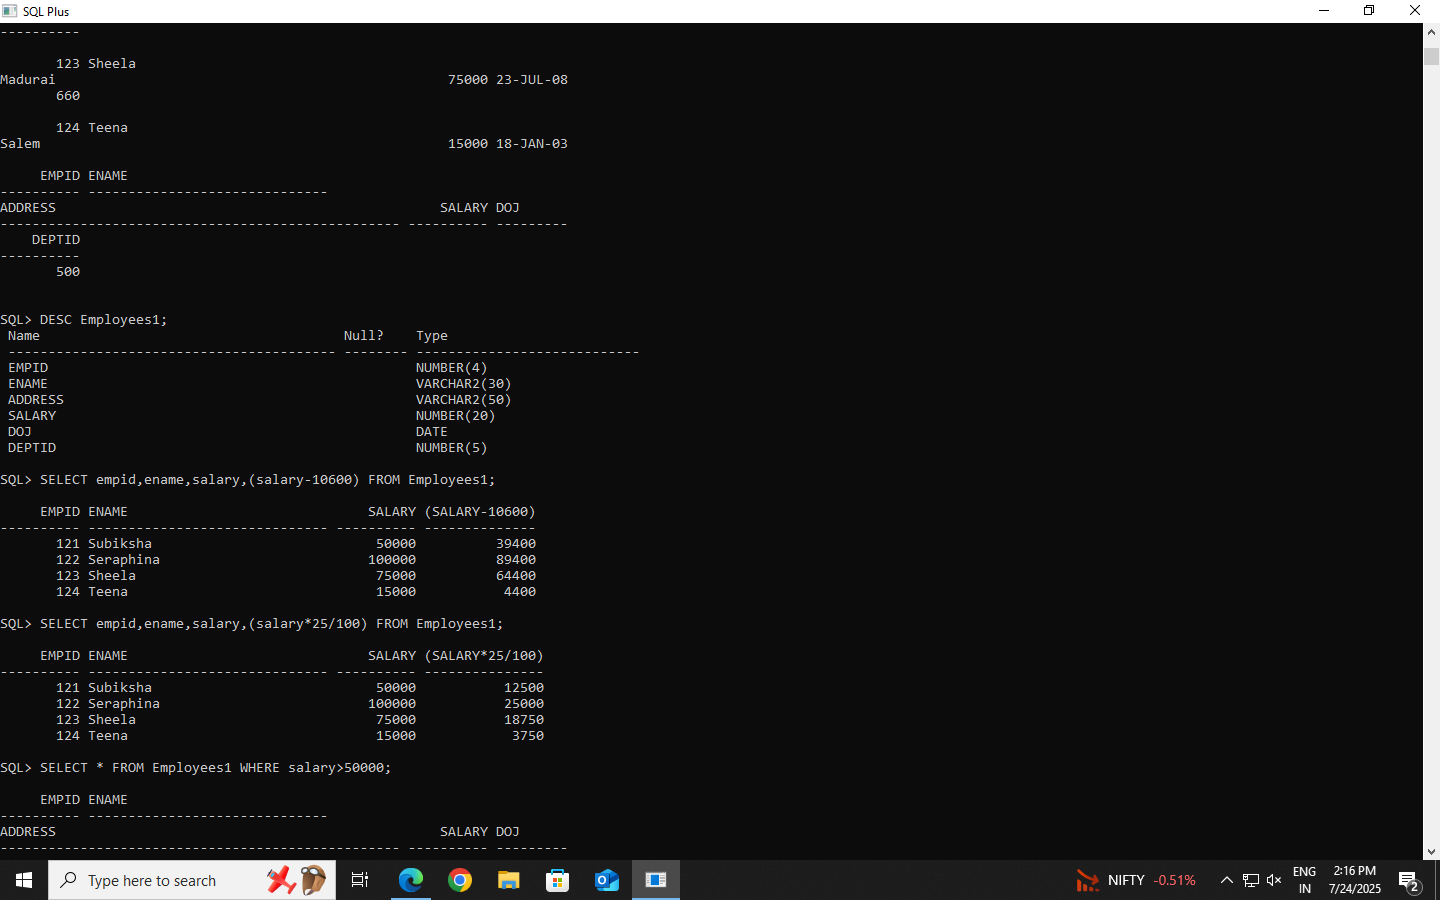 SQL Plus
----------
       123 Sheela
Madurai                                                 75000 23-JUL-08
       660
       124 Teena
Salem                                                   15000 18-JAN-03
     EMPID ENAME
---------- ------------------------------
ADDRESS                                                SALARY DOJ
-------------------------------------------------- ---------- ---------
    DEPTID
----------
       500
SQL> DESC Employees1;
 Name                                      Null?    Type
 ----------------------------------------- -------- ----------------------------
 EMPID                                              NUMBER(4)
 ENAME                                              VARCHAR2(30)
 ADDRESS                                            VARCHAR2(50)
 SALARY                                             NUMBER(20)
 DOJ                                                DATE
 DEPTID                                             NUMBER(5)
SQL> SELECT empid,ename,salary,(salary-10600) FROM Employees1;
     EMPID ENAME                              SALARY (SALARY-10600)
---------- ------------------------------ ---------- --------------
       121 Subiksha                            50000          39400
       122 Seraphina                          100000          89400
       123 Sheela                              75000          64400
       124 Teena                               15000           4400
SQL> SELECT empid,ename,salary,(salary*25/100) FROM Employees1;
     EMPID ENAME                              SALARY (SALARY*25/100)
---------- ------------------------------ ---------- ---------------
       121 Subiksha                            50000           12500
       122 Seraphina                          100000           25000
       123 Sheela                              75000           18750
       124 Teena                               15000            3750
SQL> SELECT * FROM Employees1 WHERE salary>50000;
     EMPID ENAME
---------- ------------------------------
ADDRESS                                                SALARY DOJ
-------------------------------------------------- ---------- ---------
Type here to search
NIFTY -0.51%
ENG
IN
2:16 PM
7/24/2025
2